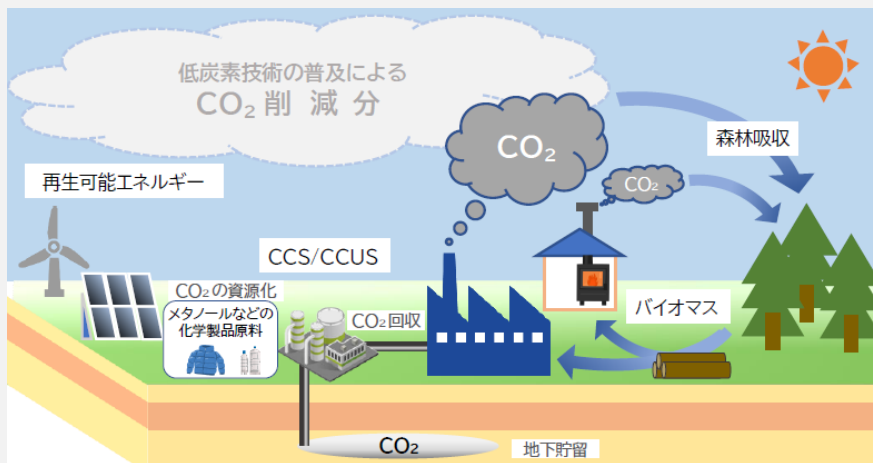 低炭素技術の普及による
CO₂削減分
CO₂
森林吸収
CO₂
再生可能エネルギー
CCS/CCUS
CO₂の資源化
メタノールなどの
化学製品原料
CO₂回収
バイオマス
CO₂
地下貯留